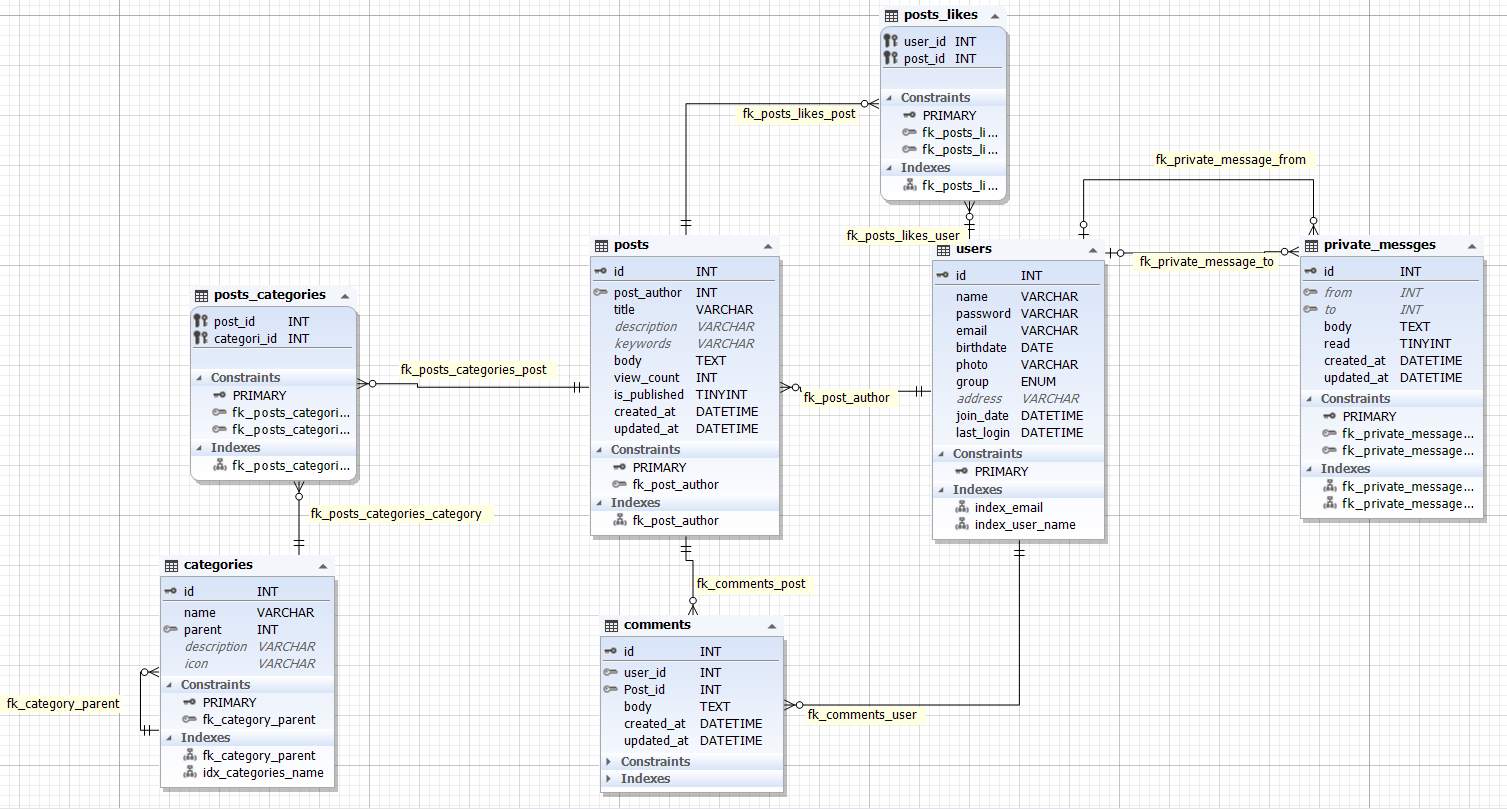 posts_likes
user_id INT
post_id INT
Constraints
PRIMARY
fk_posts_li...
fk_posts_li...
Indexes
fk_posts_li...
fk_posts_likes_post
fk_posts_likes_user
fk_private_message_from
fk_private_message_to
posts
id INT
post_author INT
title VARCHAR
description VARCHAR
keywords VARCHAR
body TEXT
view_count INT
is_published TINYINT
created_at DATETIME
updated_at DATETIME
Constraints
PRIMARY
fk_post_author
Indexes
fk_post_author
users
id INT
name VARCHAR
password VARCHAR
email VARCHAR
birthdate DATE
photo VARCHAR
group ENUM
address VARCHAR
join_date DATETIME
last_login DATETIME
Constraints
PRIMARY
Indexes
index_email
index_user_name
private_messges
id INT
from INT
to INT
body TEXT
read TINYINT
created_at DATETIME
updated_at DATETIME
Constraints
PRIMARY
fk_private_message...
fk_private_message...
Indexes
fk_private_message...
fk_private_message...
posts_categories
post_id INT
categori_id INT
Constraints
PRIMARY
fk_posts_categori...
fk_posts_categori...
Indexes
fk_posts_categori...
fk_posts_categories_post
fk_post_author
fk_posts_categories_category
categories
id INT
name VARCHAR
parent INT
description VARCHAR
icon VARCHAR
Constraints
PRIMARY
fk_category_parent
Indexes
fk_category_parent
idx_categories_name
fk_category_parent
fk_comments_post
comments
id INT
user_id INT
Post_id INT
body TEXT
created_at DATETIME
updated_at DATETIME
Constraints
Indexes
fk_comments_user